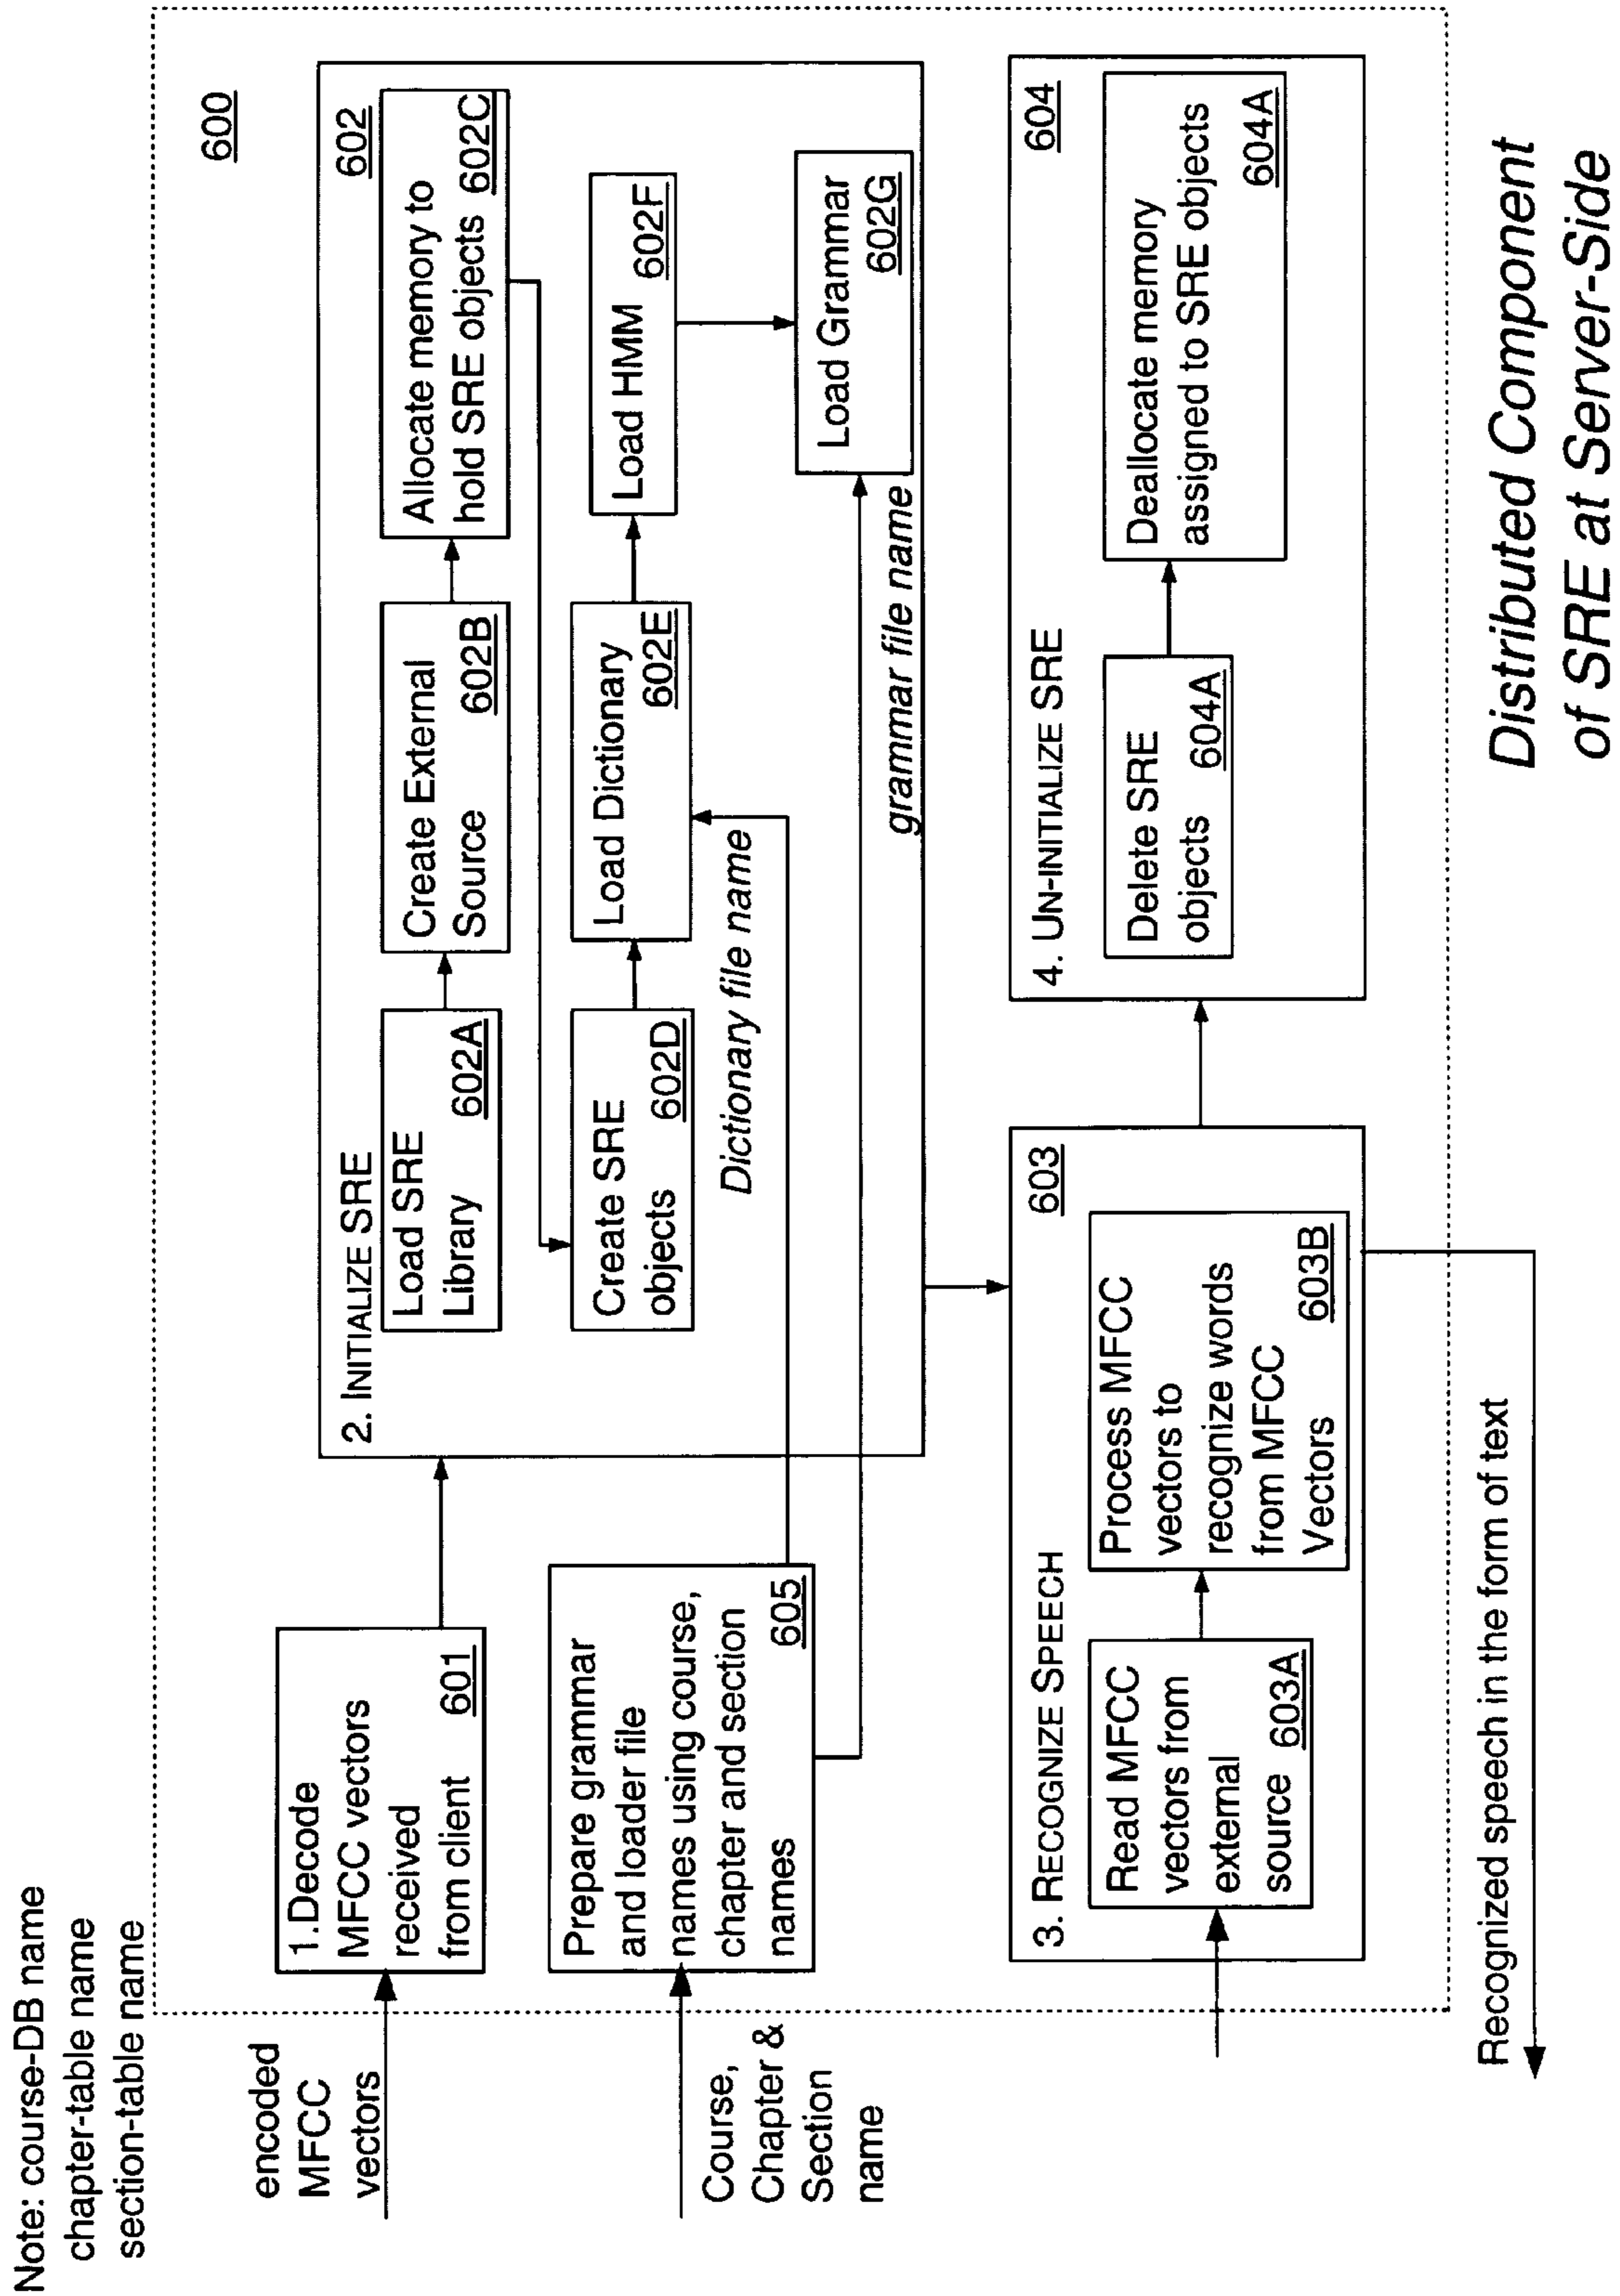 Note: course-DB name
chapter-table name
section-table name
600
encoded
MFCC
vectors
1.Decode
MFCC vectors
received
from client 601
2. INITIALIZE SRE
602
Load SRE
Library 602A
Create External
Source 602B
Allocate memory to
hold SRE objects 602C
Create SRE
objects 602D
Load Dictionary
602E
Load HMM
602F
Load Grammar
602G
Dictionary file name
grammar file name
Course,
Chapter &
Section
name
Prepare grammar
and loader file
names using course,
chapter and section
names 605
3. RECOGNIZE SPEECH
603
Read MFCC
vectors from
external
source 603A
Process MFCC
vectors to
recognize words
from MFCC
Vectors 603B
4. UN-INITIALIZE SRE
604
Delete SRE
objects 604A
Deallocate memory
assigned to SRE objects
604A
Recognized speech in the form of text
Distributed Component
of SRE at Server-Side